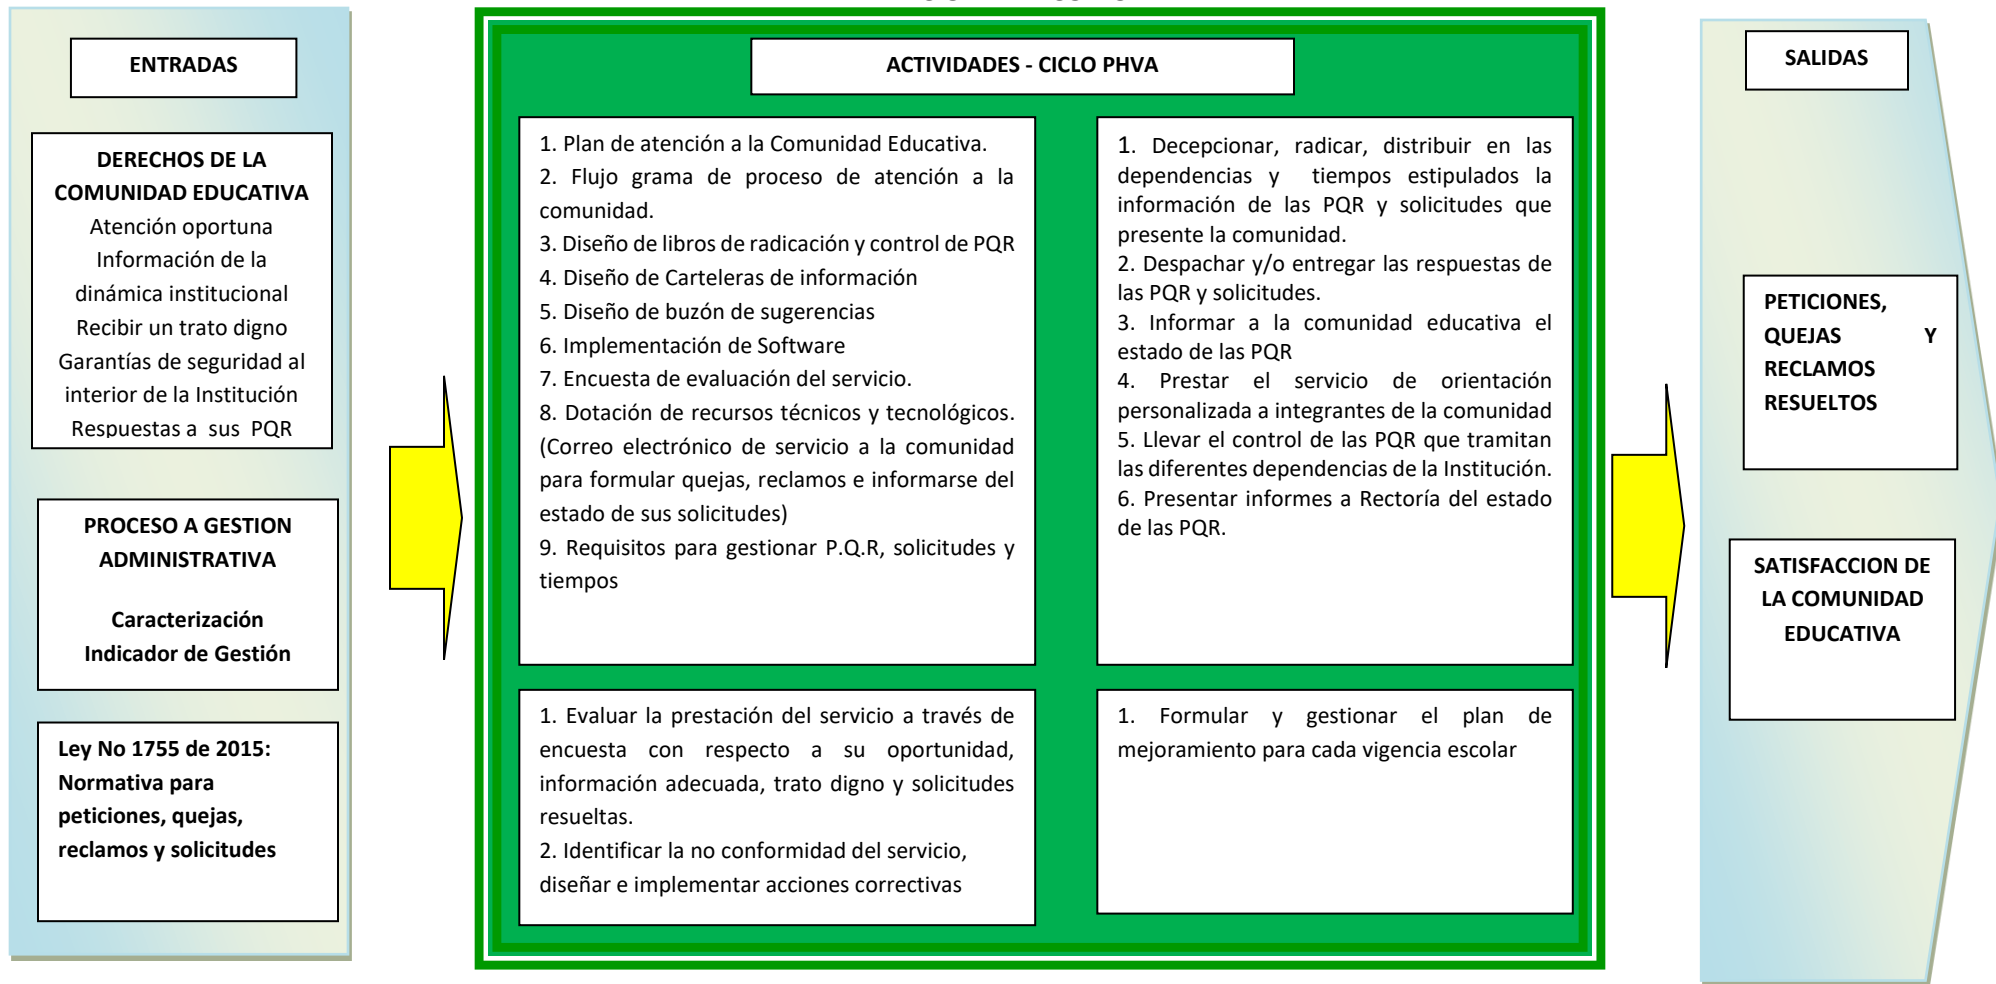 ENTRADAS
DERECHOS DE LA
COMUNIDAD EDUCATIVA
Atención oportuna
Información de la
dinámica institucional
Recibir un trato digno
Garantías de seguridad al
interior de la Institución
Respuestas a sus PQR
PROCESO A GESTION
ADMINISTRATIVA
Caracterización
Indicador de Gestión
Ley No 1755 de 2015:
Normativa para
peticiones, quejas,
reclamos y solicitudes
ACTIVIDADES - CICLO PHVA
1. Plan de atención a la Comunidad Educativa.
2. Flujo grama de proceso de atención a la
comunidad.
3. Diseño de libros de radicación y control de PQR
4. Diseño de Carteleras de información
5. Diseño de buzón de sugerencias
6. Implementación de Software
7. Encuesta de evaluación del servicio.
8. Dotación de recursos técnicos y tecnológicos.
(Correo electrónico de servicio a la comunidad
para formular quejas, reclamos e informarse del
estado de sus solicitudes)
9. Requisitos para gestionar P.Q.R, solicitudes y
tiempos
1. Decepcionar, radicar, distribuir en las
dependencias y tiempos estipulados la
información de las PQR y solicitudes que
presente la comunidad.
2. Despachar y/o entregar las respuestas de
las PQR y solicitudes.
3. Informar a la comunidad educativa el
estado de las PQR
4. Prestar el servicio de orientación
personalizada a integrantes de la comunidad
5. Llevar el control de las PQR que tramitan
las diferentes dependencias de la Institución.
6. Presentar informes a Rectoría del estado
de las PQR.
1. Evaluar la prestación del servicio a través de
encuesta con respecto a su oportunidad,
información adecuada, trato digno y solicitudes
resueltas.
2. Identificar la no conformidad del servicio,
diseñar e implementar acciones correctivas
1. Formular y gestionar el plan de
mejoramiento para cada vigencia escolar
SALIDAS
PETICIONES,
QUEJAS Y
RECLAMOS
RESUELTOS
SATISFACCION DE
LA COMUNIDAD
EDUCATIVA